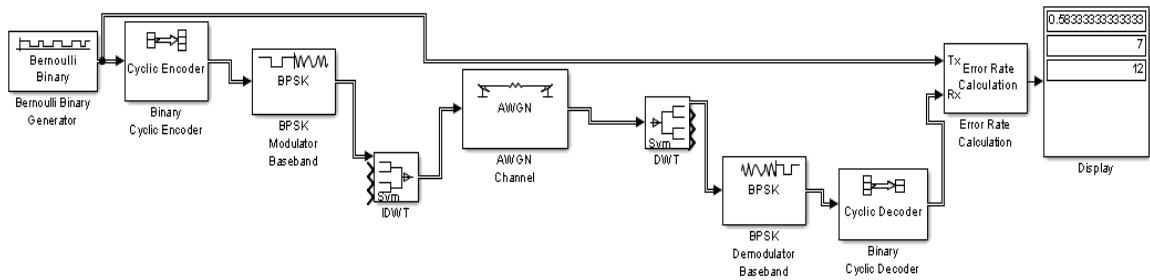 Bernoulli
Binary
Bernoulli Binary
Generator
Cyclic Encoder
Binary
Cyclic Encoder
BPSK
BPSK
Modulator
Baseband
Sym
IDWT
AWGN
AWGN
Channel
Sym
DWT
BPSK
BPSK
Demodulator
Baseband
Cyclic Decoder
Binary
Cyclic Decoder
Tx
Error Rate
Calculation
Rx
Error Rate
Calculation
0.58333333333333
7
12
Display